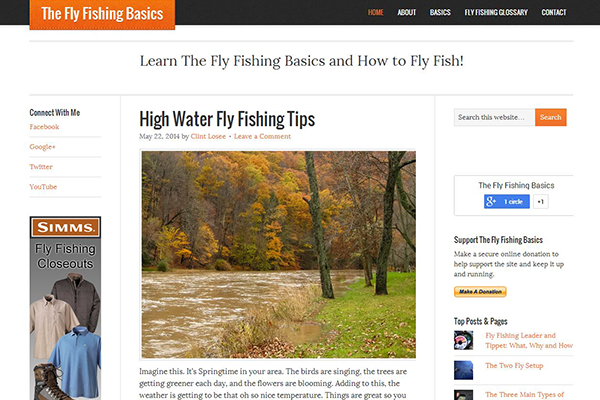 The Fly Fishing Basics
HOME ABOUT BASICS FLY FISHING GLOSSARY CONTACT
Learn The Fly Fishing Basics and How to Fly Fish!
Connect With Me
Facebook
Google+
Twitter
YouTube
SIMMS.
Fly Fishing
Closeouts
High Water Fly Fishing Tips
May 22, 2014 by Clint Losee • Leave a Comment
Imagine this. It's Springtime in your area. The birds are singing, the trees are
getting greener each day, and the flowers are blooming. Adding to this, the
weather is getting to be that oh so nice temperature. Things are great so you
Search this website… Search
The Fly Fishing Basics
g+ 1 circle +1
Support The Fly Fishing Basics
Make a secure online donation to
help support the site and keep it up
and running.
Make A Donation
Top Posts & Pages
Fly Fishing Leader and
Tippet: What, Why and How
The Two Fly Setup
The Three Main Types of